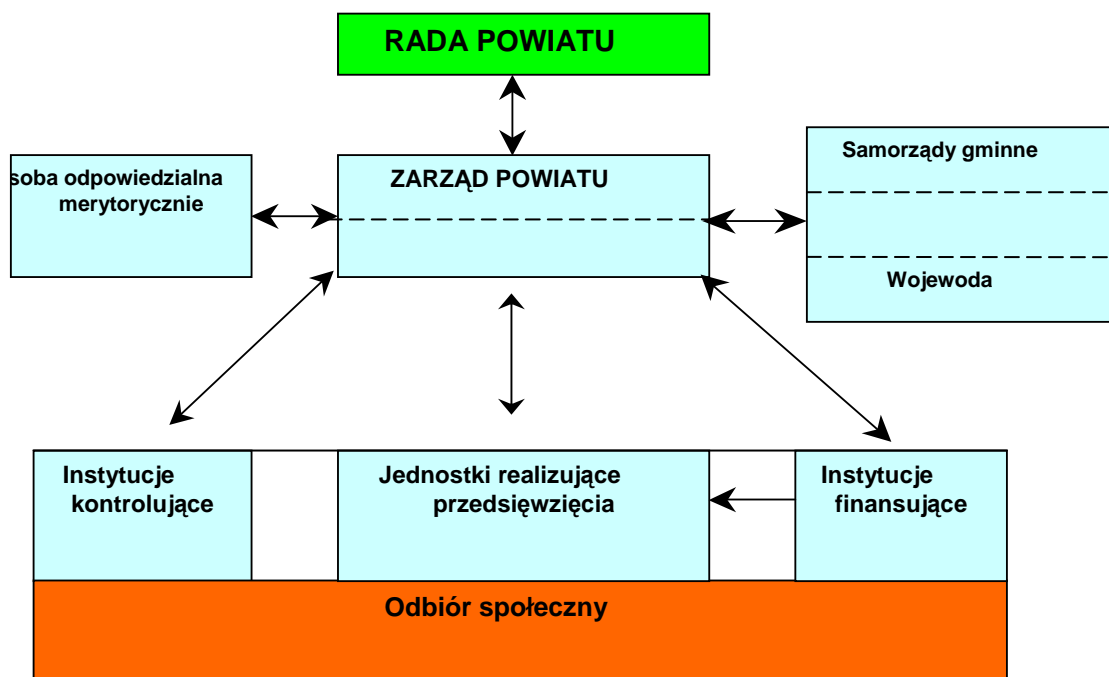 RADA POWIATU
soba odpowiedzialna
merytorycznie
ZARZĄD POWIATU
Samorządy gminne
Wojewoda
Instytucje
kontrolujące
Jednostki realizujące
przedsięwzięcia
Instytucje
finansujące
Odbiór społeczny